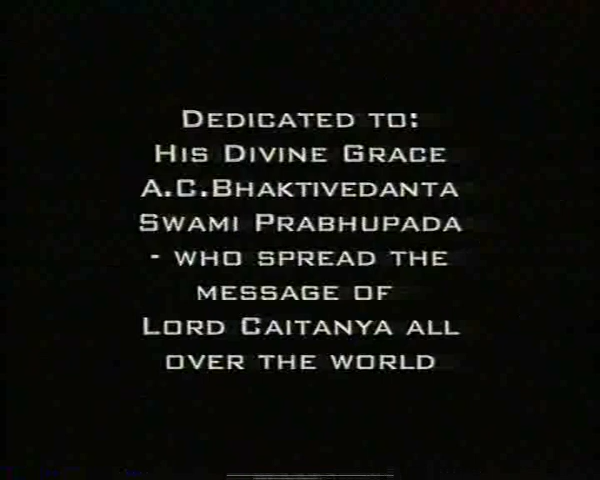 Dedicated to:
His Divine Grace
A.C.Bhaktivedanta
Swami Prabhupada
- who spread the
message of
Lord Caitanya all
over the world